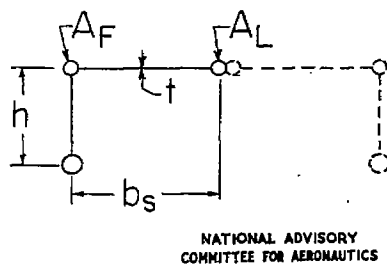 A_F A_L
t
h
b_s
NATIONAL ADVISORY
COMMITTEE FOR AERONAUTICS